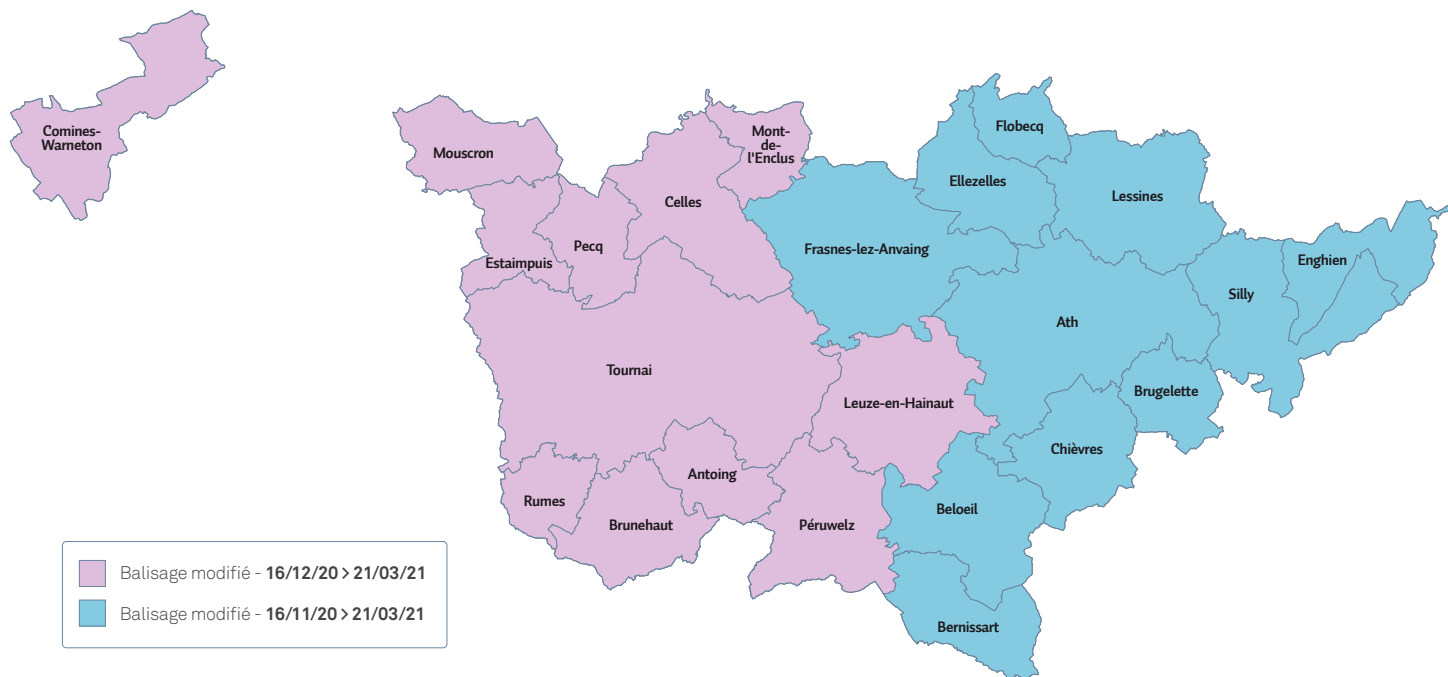 Comines-
Warneton
Mouscron
Mont-
de-
l'Enclus
Flobecq
Ellezelles
Lessines
Celles
Pecq
Estaimpuis
Frasnes-lez-Anvaing
Enghien
Silly
Ath
Tournai
Leuze-en-Hainaut
Brugelette
Chièvres
Antoing
Rumes
Brunehaut
Péruwelz
Beloeil
Bernissart
Balisage modifié - 16/12/20 > 21/03/21
Balisage modifié - 16/11/20 > 21/03/21